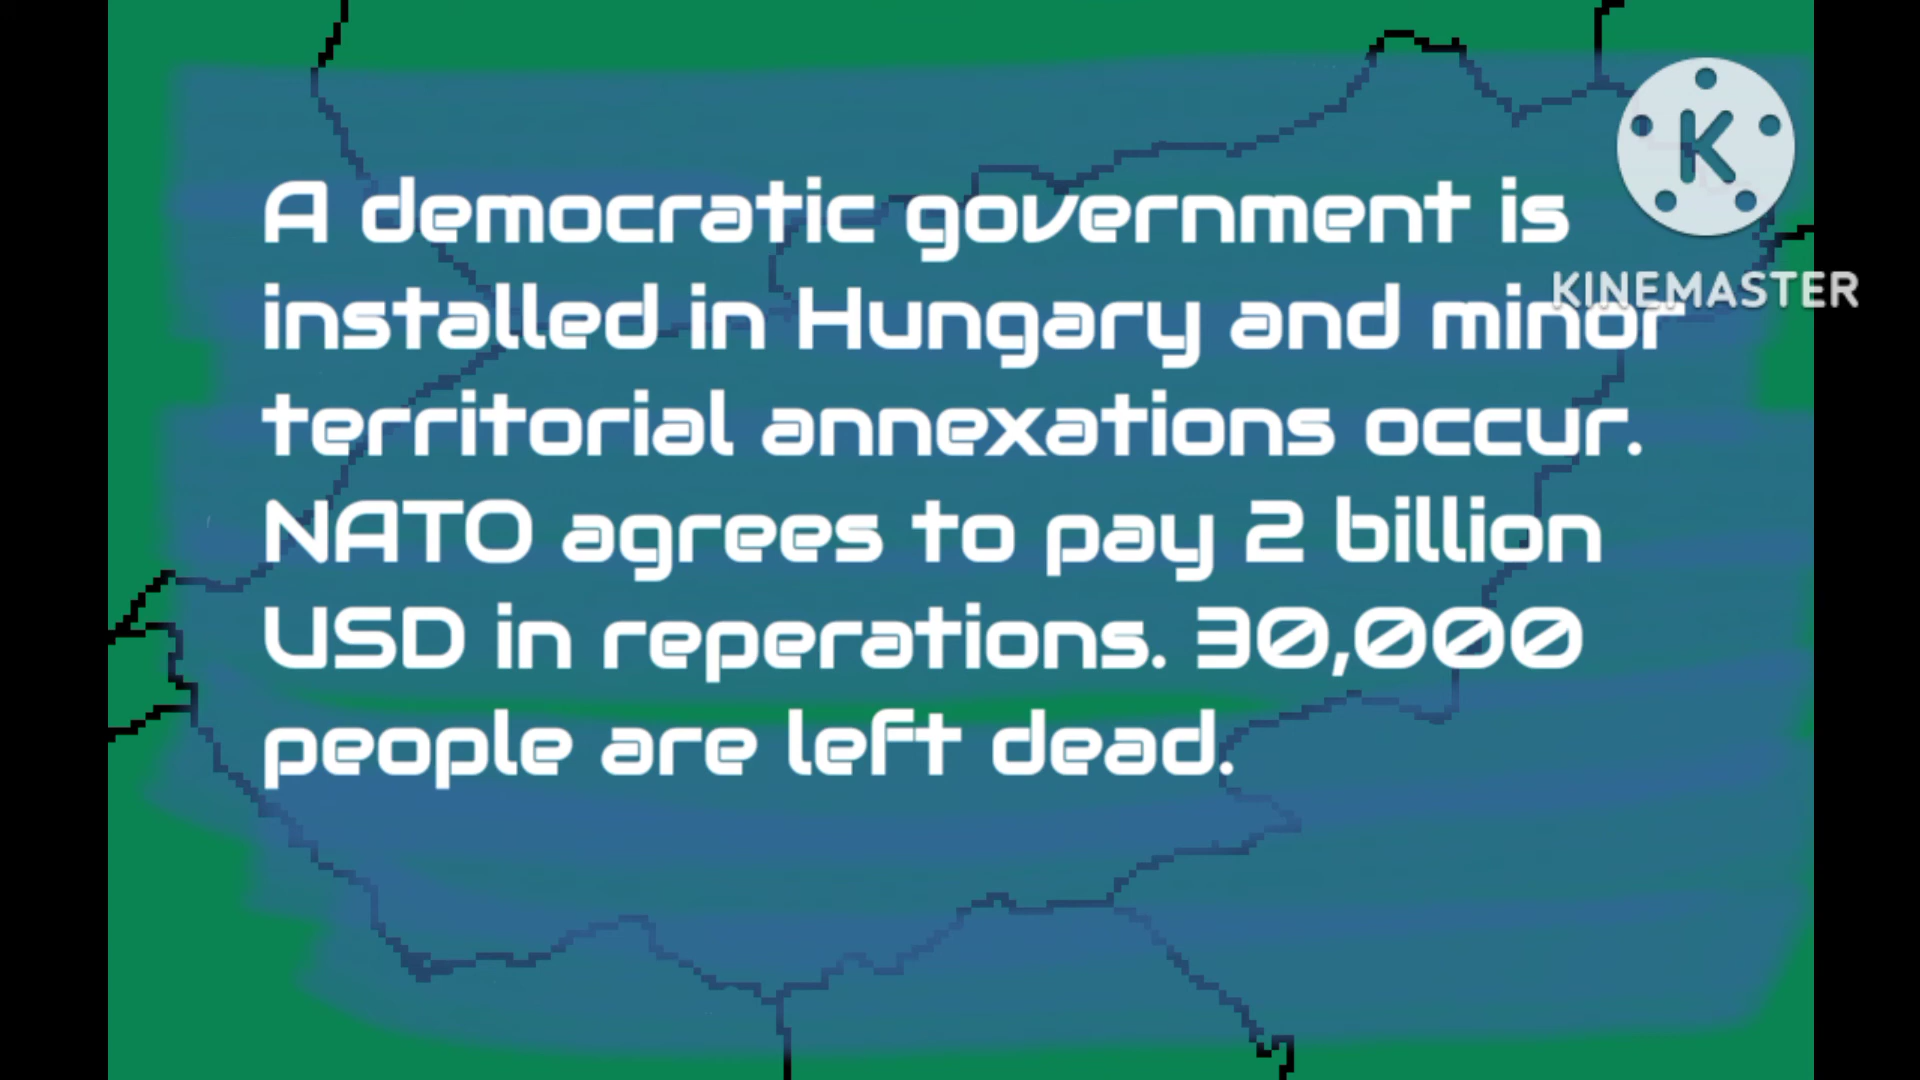 A democratic government is
installed in Hungary and minor
territorial annexations occur.
NATO agrees to pay 2 billion
USD in reperations. 30,000
people are left dead.
K
KINEMASTER